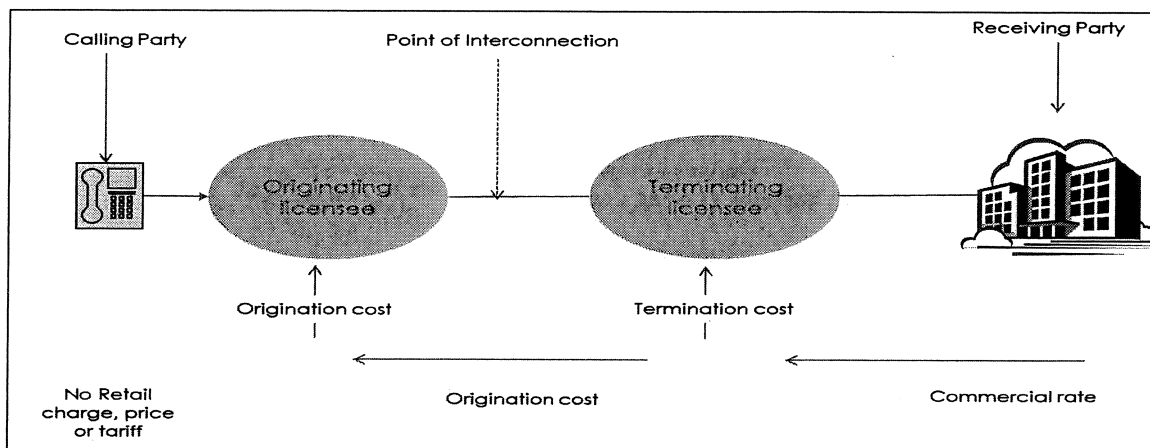 Calling Party
Point of Interconnection
Receiving Party
Originating
licensee
Terminating
licensee
Origination cost
Termination cost
No Retail
charge, price
or tariff
Origination cost
Commercial rate